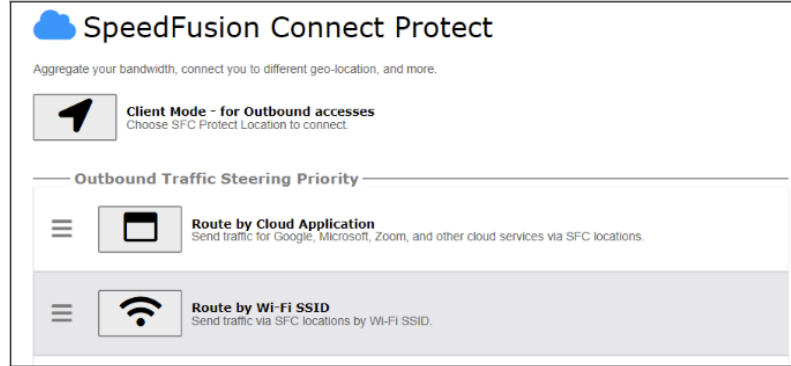 SpeedFusion Connect Protect
Aggregate your bandwidth, connect you to different geo-location, and more.
Client Mode - for Outbound accesses
Choose SFC Protect Location to connect.
Outbound Traffic Steering Priority
Route by Cloud Application
Send traffic for Google, Microsoft, Zoom, and other cloud services via SFC locations.
Route by Wi-Fi SSID
Send traffic via SFC locations by Wi-Fi SSID.